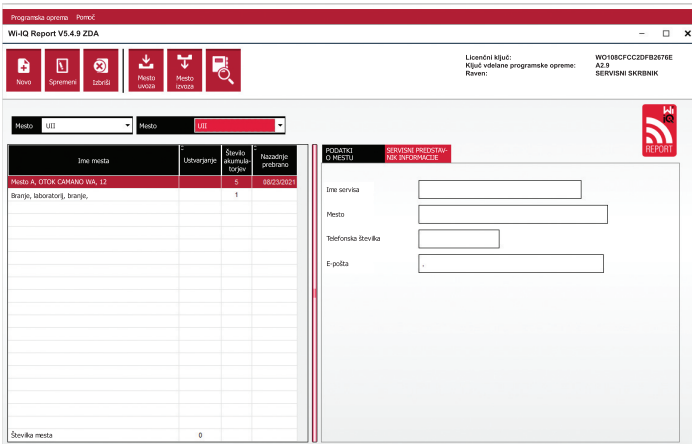 Programska oprema Pomoč
Wi-IQ Report V5.4.9 ZDA
Novo
Spremeni
Izbriši
Mesto uvoza
Mesto izvoza
Licenčni ključ: WO108CFCC2DFB2676E
Ključ vdelane programske opreme: A2.9
Raven: SERVISNI SKRBNIK
Mesto UII Mesto UII
Wi
iQ
REPORT
Ime mesta Ustvarjanje Število akumula-torjev Nazadnje prebrano
Mesto A, OTOK CAMANO WA, 12 5 08/23/2021
Branje, laboratorij, branje, 1
Številka mesta 0
PODATKI O MESTU
SERVISNI PREDSTAV-
NIK INFORMACIJE
Ime servisa
Mesto
Telefonska številka
E-pošta .